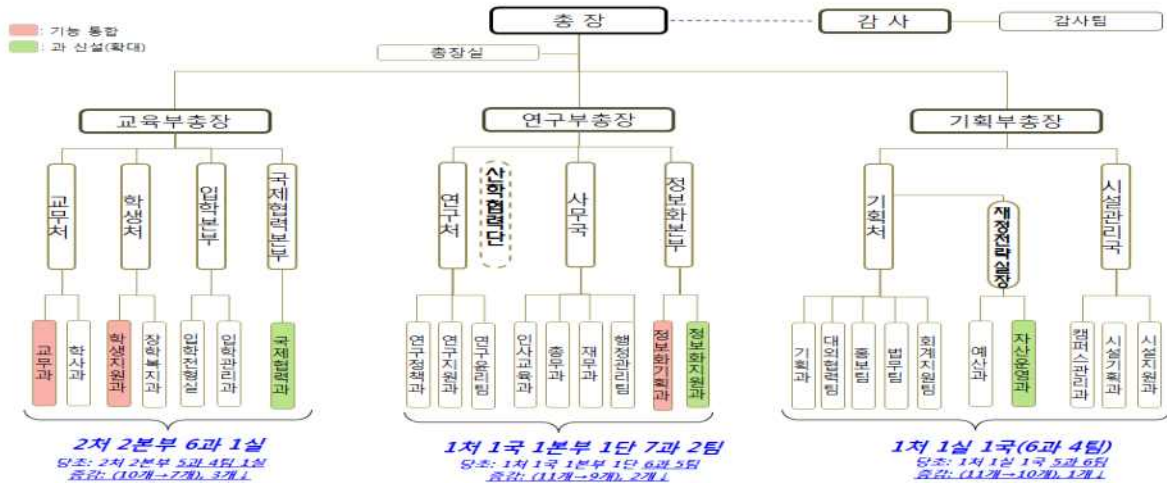 총 장
감 사
감사팀
: 기능 통합
: 과 신설(확대)
총장실
교육부총장
연구부총장
기획부총장
교무처
학생처
입학본부
국제협력본부
연구처
산학협력단
사무국
정보화본부
기획처
재정전략실장
시설관리국
교무과
학사과
학생지원과
장학복지과
입학전형실
입학관리과
국제협력과
연구정책과
연구지원과
연구윤리팀
인사교육과
총무과
재무과
행정관리팀
정보화기획과
정보화지원과
기획과
대외협력팀
홍보팀
법무팀
회계지원팀
예산과
자산운영과
캠퍼스관리과
시설기획과
시설지원과
2처 2본부 6과 1실
당초: 2처 2본부 5과 4팀 1실
증감: (10개→7개), 3개↓
1처 1국 1본부 1단 7과 2팀
당초: 1처 1국 1본부 1단 6과 5팀
증감: (11개→9개), 2개↓
1처 1실 1국(6과 4팀)
당초: 1처 1실 1국 5과 6팀
증감: (11개→10개), 1개↓